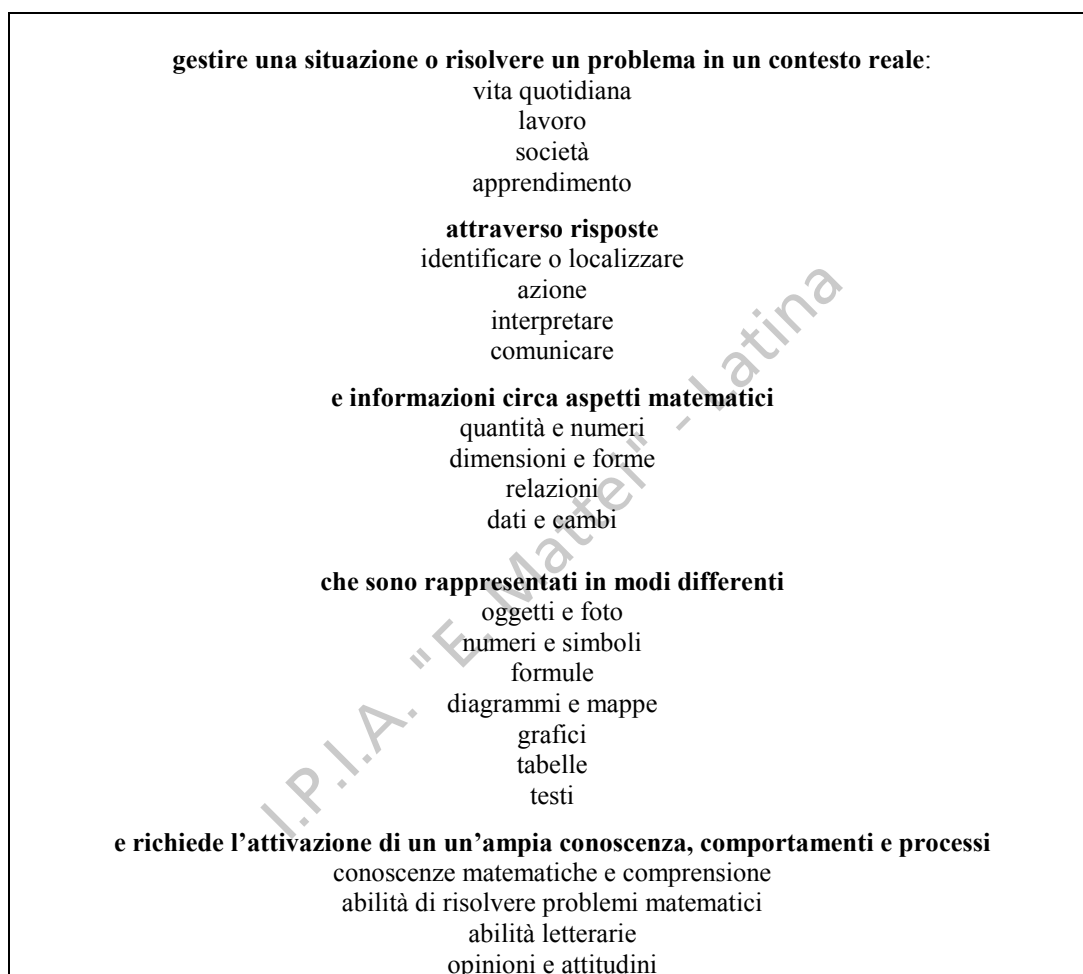 gestire una situazione o risolvere un problema in un contesto reale:
vita quotidiana
lavoro
società
apprendimento
attraverso risposte
identificare o localizzare
azione
interpretare
comunicare
e informazioni circa aspetti matematici
quantità e numeri
dimensioni e forme
relazioni
dati e cambi
che sono rappresentati in modi differenti
oggetti e foto
numeri e simboli
formule
diagrammi e mappe
grafici
tabelle
testi
e richiede l’attivazione di un un’ampia conoscenza, comportamenti e processi
conoscenze matematiche e comprensione
abilità di risolvere problemi matematici
abilità letterarie
opinioni e attitudini
I.P.I.A. "E. Mattei" - Latina